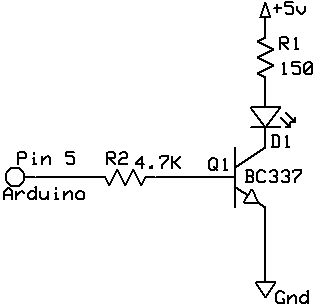 +5v
R1
150
D1
Pin 5
R2 4.7K
Q1
BC337
Arduino
Gnd